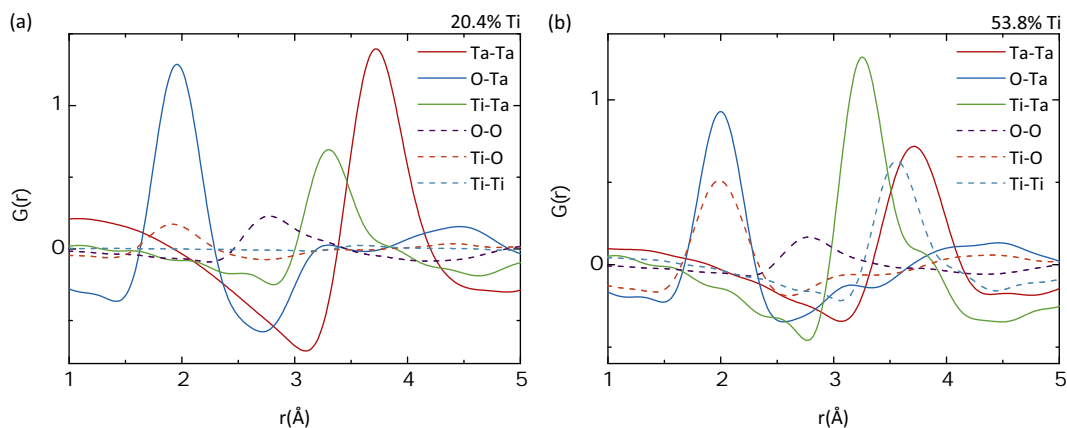 (a)
20.4% Ti
Ta-Ta
O-Ta
Ti-Ta
O-O
Ti-O
Ti-Ti
G(r)
1
0
1
2
3
4
5
r(Å)
(b)
53.8% Ti
Ta-Ta
O-Ta
Ti-Ta
O-O
Ti-O
Ti-Ti
G(r)
1
0
1
2
3
4
5
r(Å)